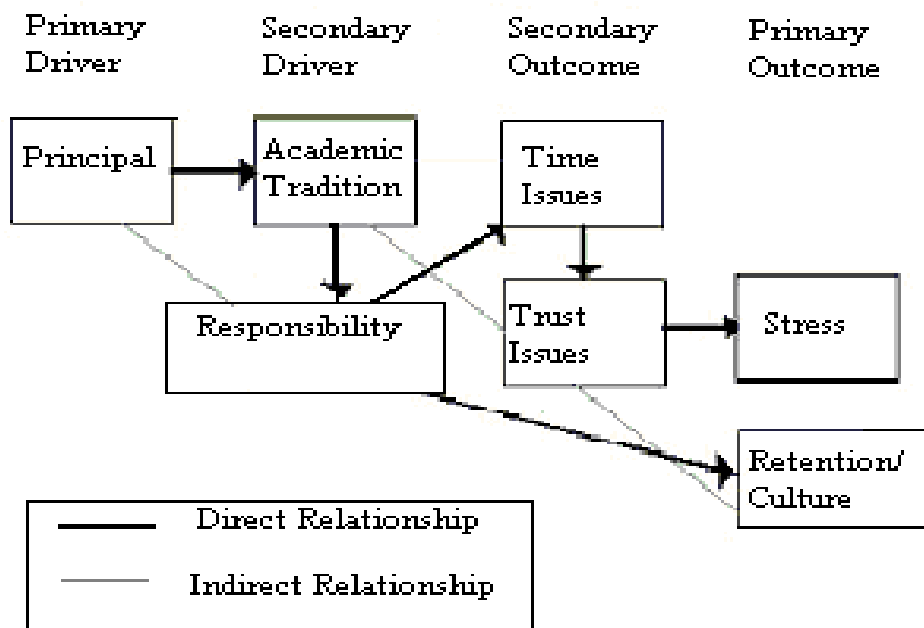 Primary
Driver
Secondary
Driver
Secondary
Outcome
Primary
Outcome
Principal
Academic
Tradition
Time
Issues
Responsibility
Trust
Issues
Stress
Retention/
Culture
Direct Relationship
Indirect Relationship